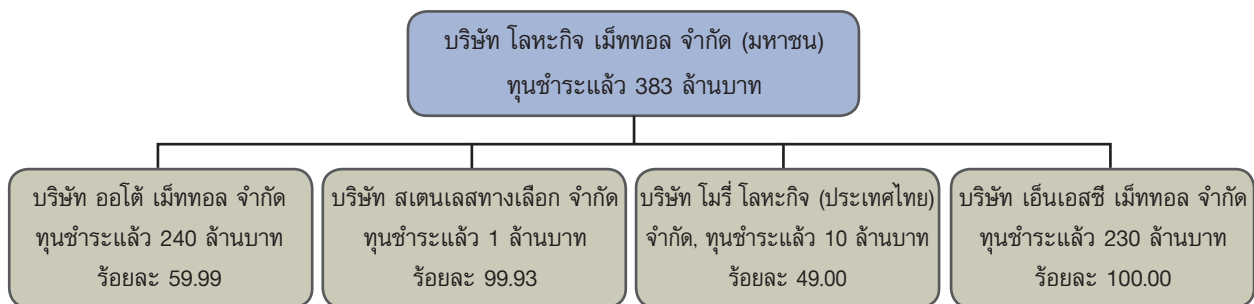 บริษัท โลหะกิจ เม็ททอล จำกัด (มหาชน)
ทุนชำระแล้ว 383 ล้านบาท
บริษัท ออโต้ เม็ททอล จำกัด
ทุนชำระแล้ว 240 ล้านบาท
ร้อยละ 59.99
บริษัท สเตนเลสทางเลือก จำกัด
ทุนชำระแล้ว 1 ล้านบาท
ร้อยละ 99.93
บริษัท โมรี่ โลหะกิจ (ประเทศไทย)
จำกัด, ทุนชำระแล้ว 10 ล้านบาท
ร้อยละ 49.00
บริษัท เอ็นเอสซี เม็ททอล จำกัด
ทุนชำระแล้ว 230 ล้านบาท
ร้อยละ 100.00